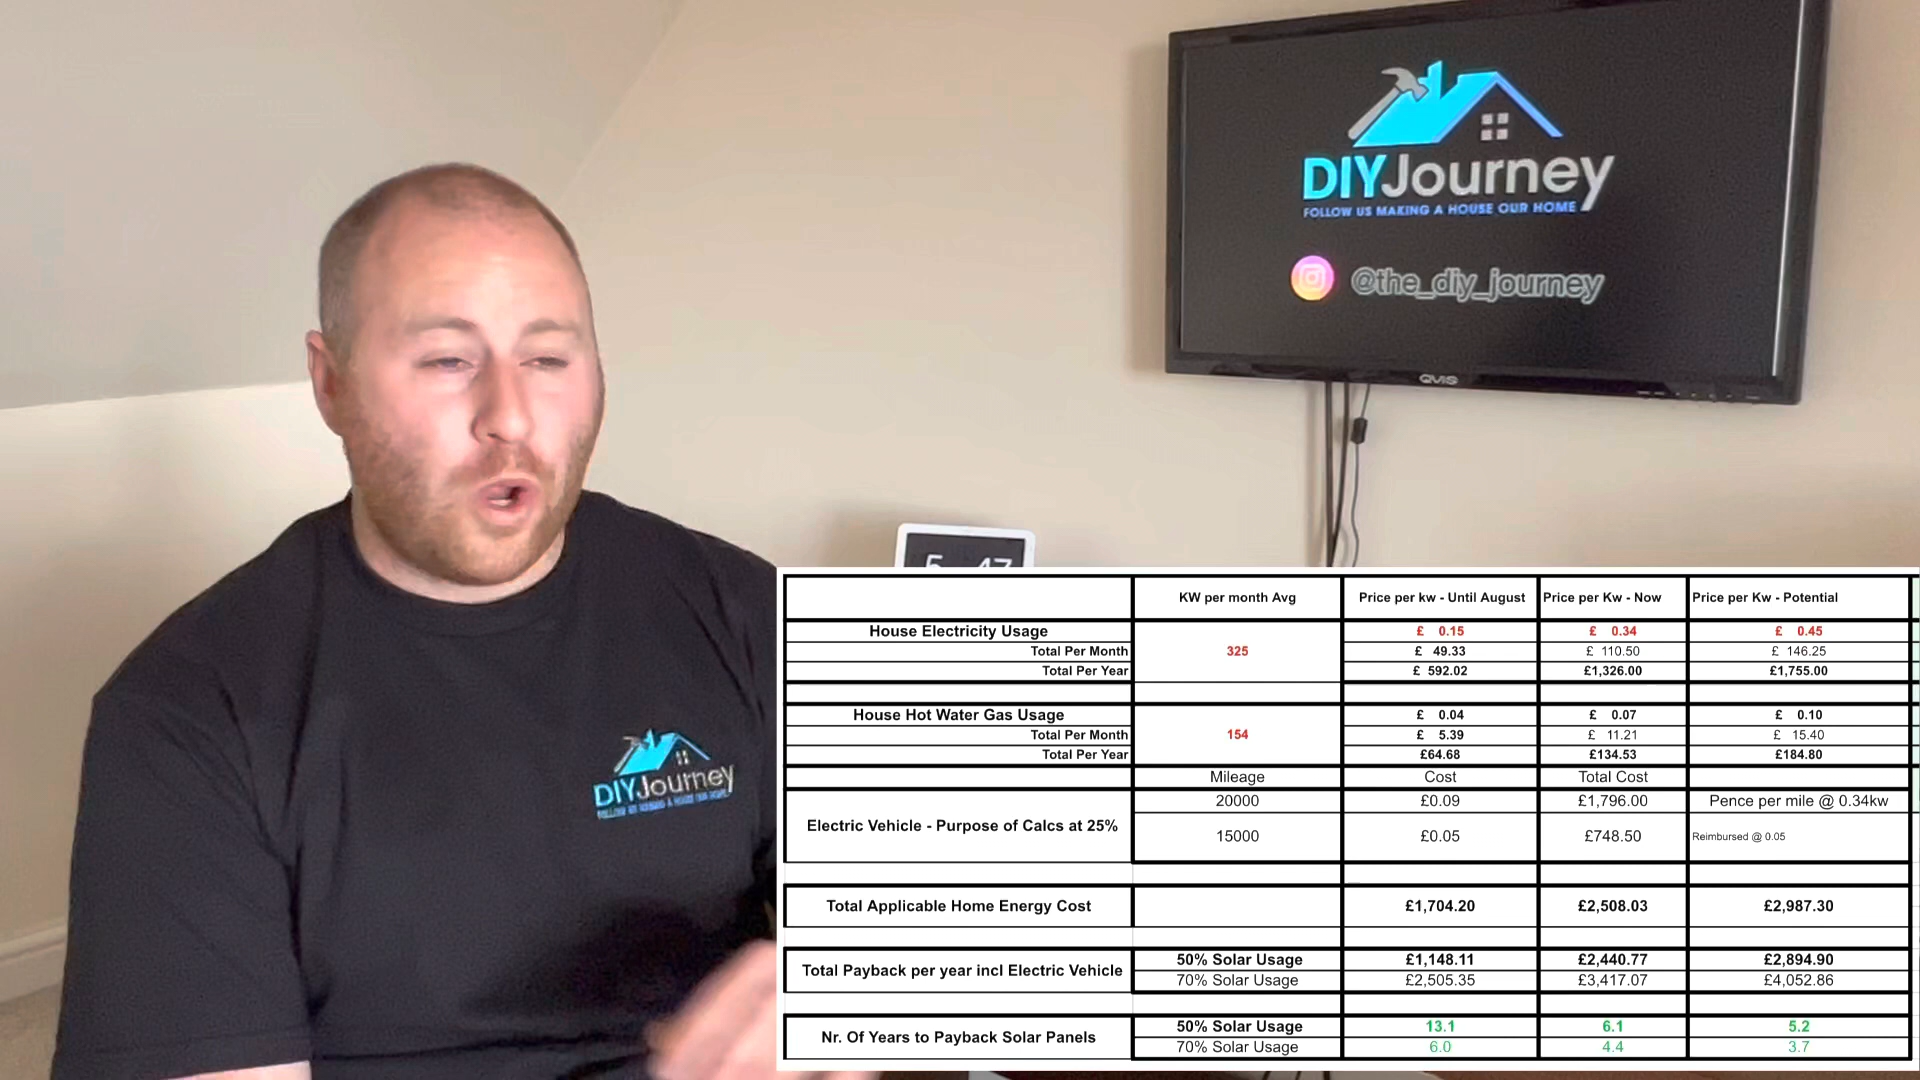 DIYJourney
FOLLOW US MAKING A HOUSE OUR HOME
@the_diy_journey
QVIS
DIYJourney
FOLLOW US MAKING A HOUSE OUR HOME
KW per month Avg Price per kw - Until August Price per Kw - Now Price per Kw - Potential
House Electricity Usage 325 £ 0.15 £ 0.34 £ 0.45
Total Per Month £ 49.33 £ 110.50 £ 146.25
Total Per Year £ 592.02 £1,326.00 £1,755.00
House Hot Water Gas Usage 154 £ 0.04 £ 0.07 £ 0.10
Total Per Month £ 5.39 £ 11.21 £ 15.40
Total Per Year £64.68 £134.53 £184.80
Mileage Cost Total Cost
Electric Vehicle - Purpose of Calcs at 25% 20000 £0.09 £1,796.00 Pence per mile @ 0.34kw
15000 £0.05 £748.50 Reimbursed @ 0.05
Total Applicable Home Energy Cost £1,704.20 £2,508.03 £2,987.30
Total Payback per year incl Electric Vehicle 50% Solar Usage £1,148.11 £2,440.77 £2,894.90
70% Solar Usage £2,505.35 £3,417.07 £4,052.86
Nr. Of Years to Payback Solar Panels 50% Solar Usage 13.1 6.1 5.2
70% Solar Usage 6.0 4.4 3.7